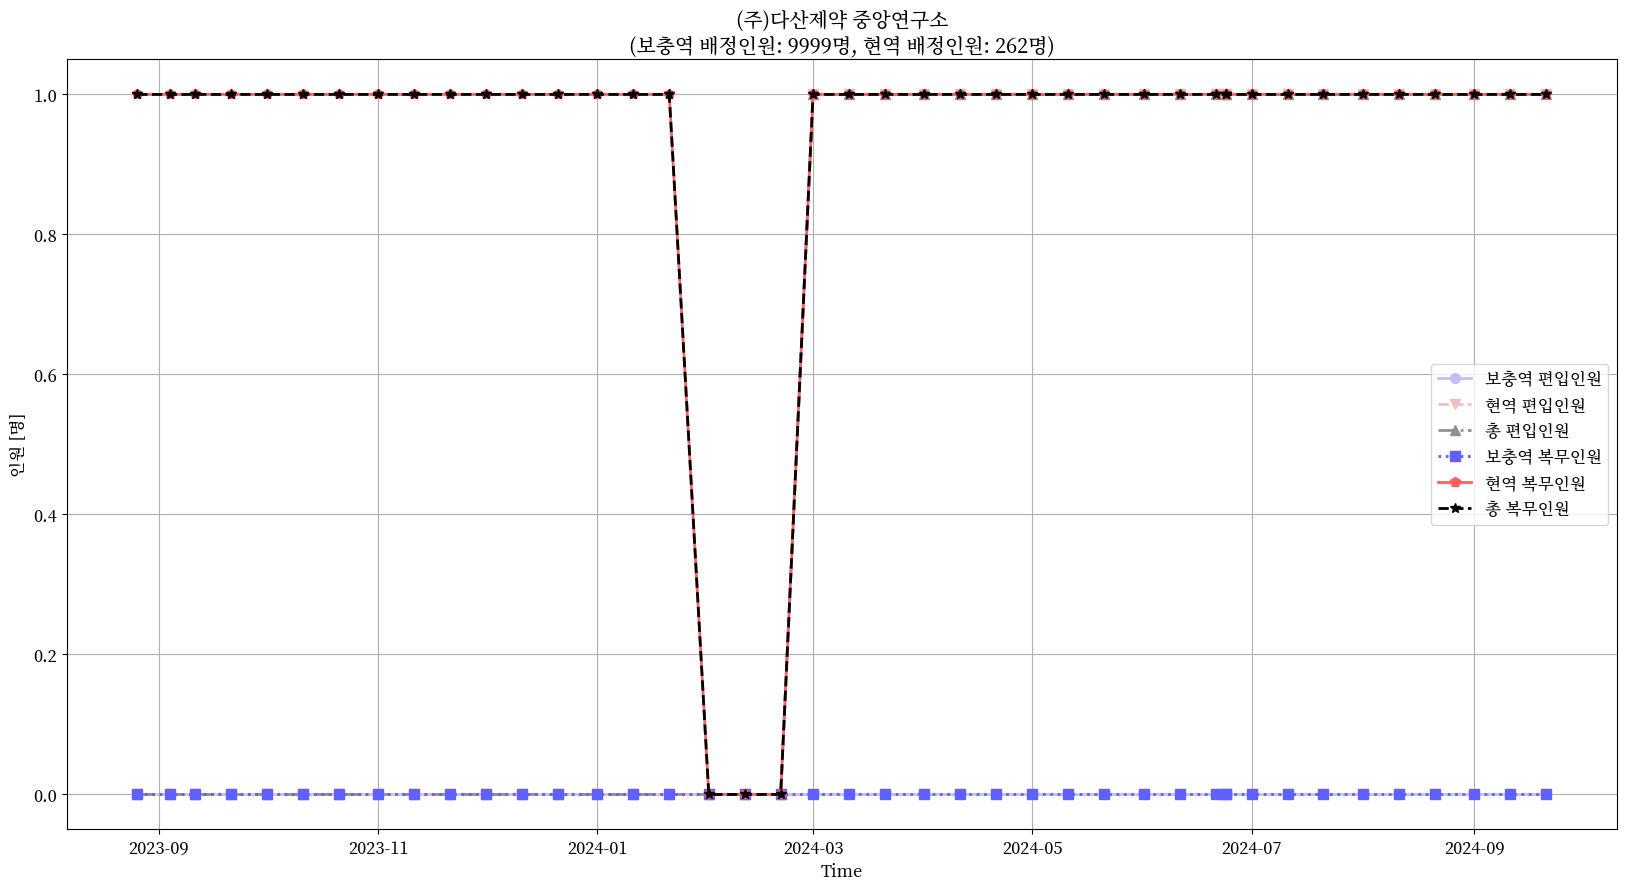 (주)다산제약 중앙연구소
(보충역 배정인원: 9999명, 현역 배정인원: 262명)
1.0
0.8
0.6
0.4
0.2
0.0
인원 [명]
보충역 편입인원
현역 편입인원
총 편입인원
보충역 복무인원
현역 복무인원
총 복무인원
2023-09
2023-11
2024-01
2024-03
2024-05
2024-07
2024-09
Time